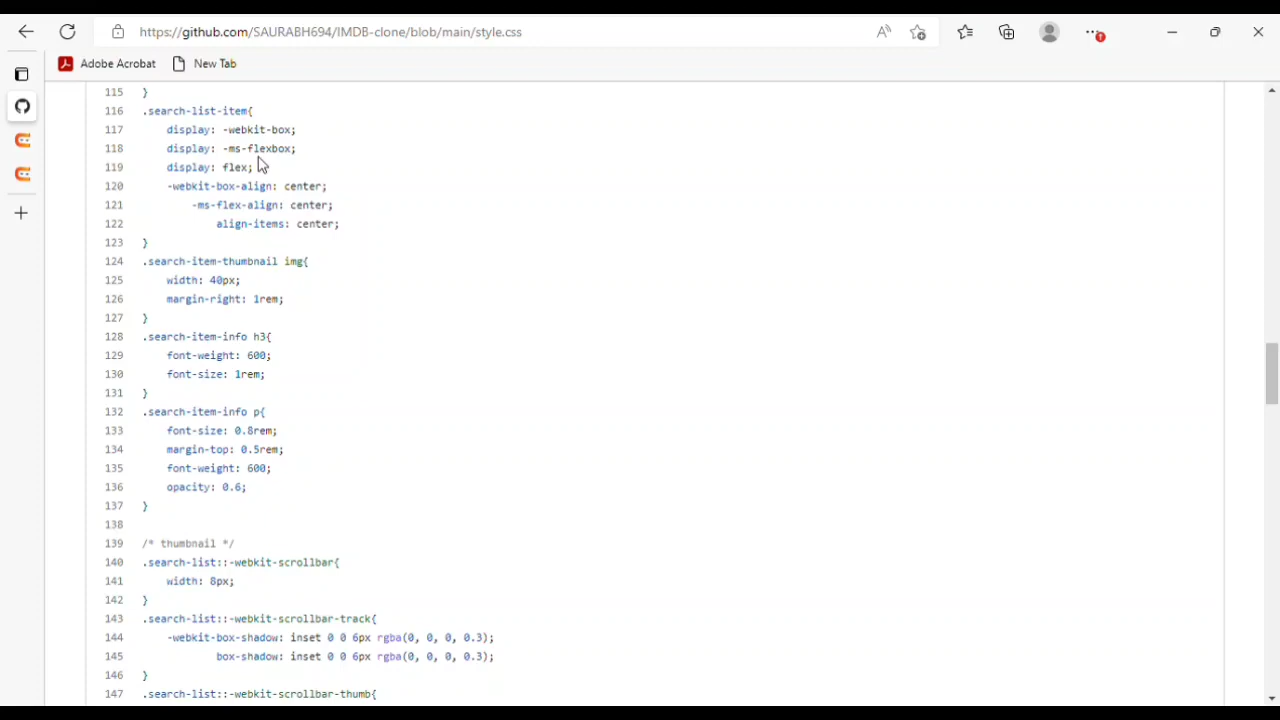 https://github.com/SAURABH694/IMDB-clone/blob/main/style.css
Adobe Acrobat New Tab
115 }
116 .search-list-item{
117 display: -webkit-box;
118 display: -ms-flexbox;
119 display: flex;
120 -webkit-box-align: center;
121 -ms-flex-align: center;
122 align-items: center;
123 }
124 .search-item-thumbnail img{
125 width: 40px;
126 margin-right: 1rem;
127 }
128 .search-item-info h3{
129 font-weight: 600;
130 font-size: 1rem;
131 }
132 .search-item-info p{
133 font-size: 0.8rem;
134 margin-top: 0.5rem;
135 font-weight: 600;
136 opacity: 0.6;
137 }
138
139 /* thumbnail */
140 .search-list::-webkit-scrollbar{
141 width: 8px;
142 }
143 .search-list::-webkit-scrollbar-track{
144 -webkit-box-shadow: inset 0 0 6px rgba(0, 0, 0, 0.3);
145 box-shadow: inset 0 0 6px rgba(0, 0, 0, 0.3);
146 }
147 .search-list::-webkit-scrollbar-thumb{